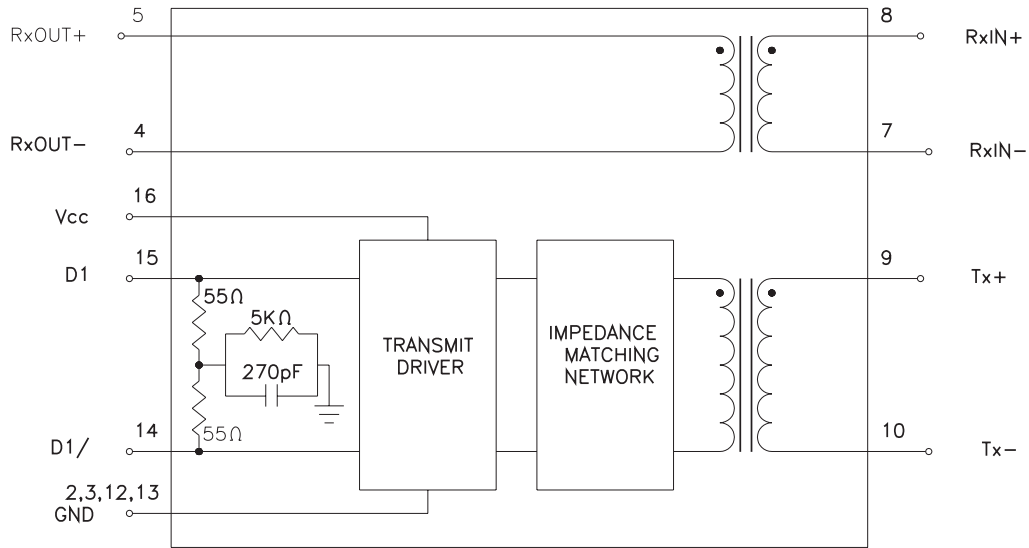 5
8
RxOUT+
RxIN+
4
7
RxOUT−
RxIN−
16
Vcc
15
9
D1
Tx+
55Ω
5KΩ
TRANSMIT
DRIVER
IMPEDANCE
MATCHING
NETWORK
270pF
55Ω
14
10
D1/
Tx−
2,3,12,13
GND